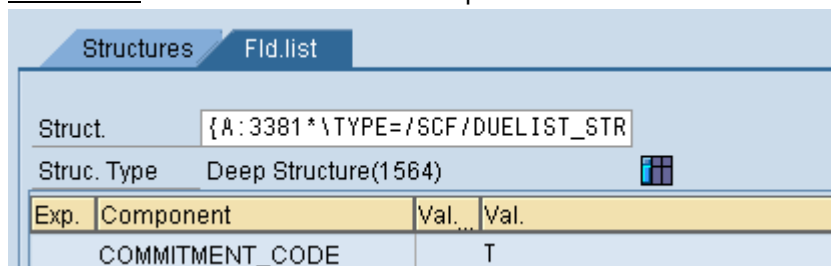 Structures Fld.list
Struct. {A:3381*\TYPE=/SCF/DUELIST_STR
Struc. Type Deep Structure(1564)
Exp. Component Val... Val.
COMMITMENT_CODE T